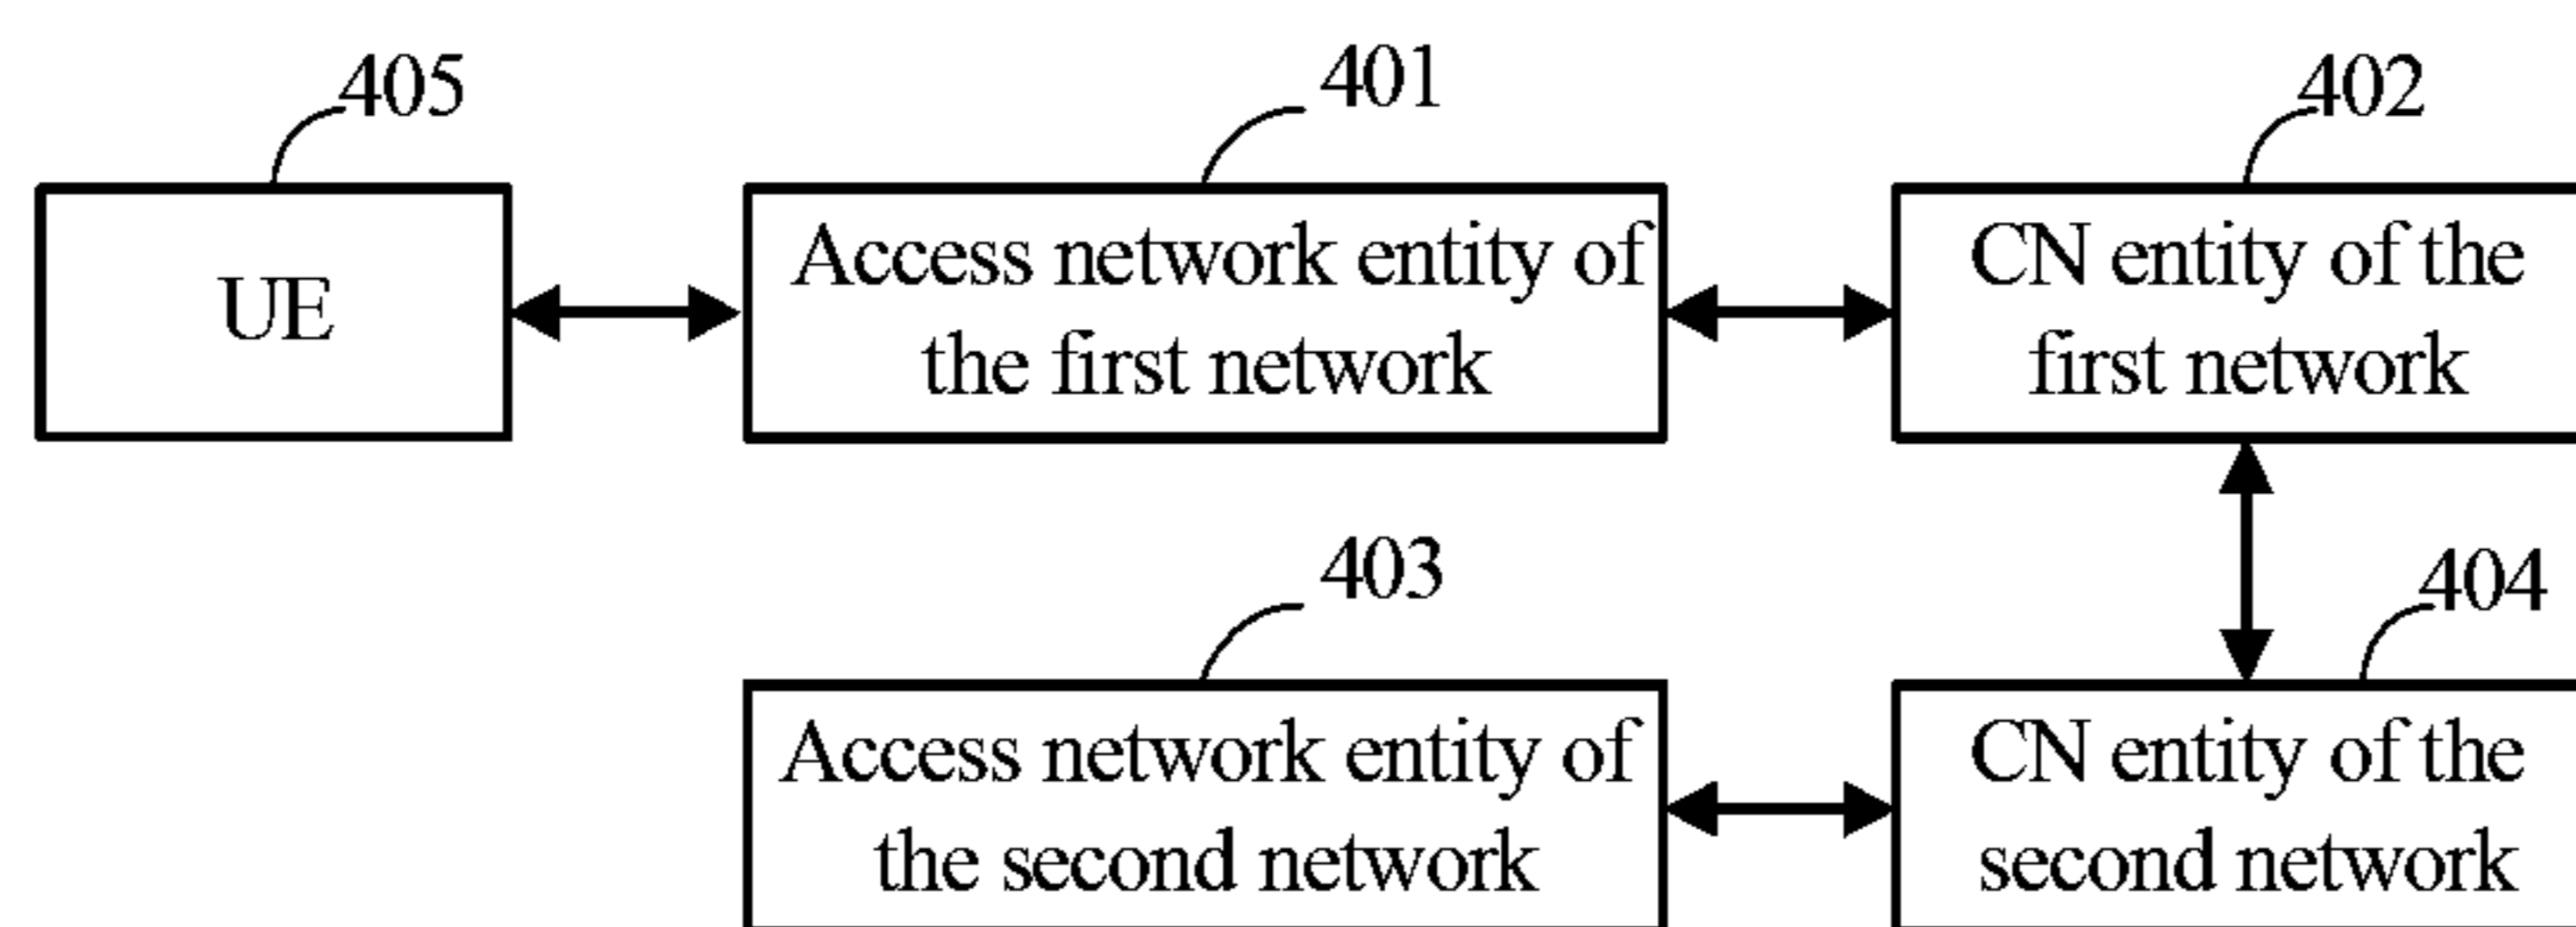 405
401
402
UE
Access network entity of
the first network
CN entity of the
first network
403
404
Access network entity of
the second network
CN entity of the
second network